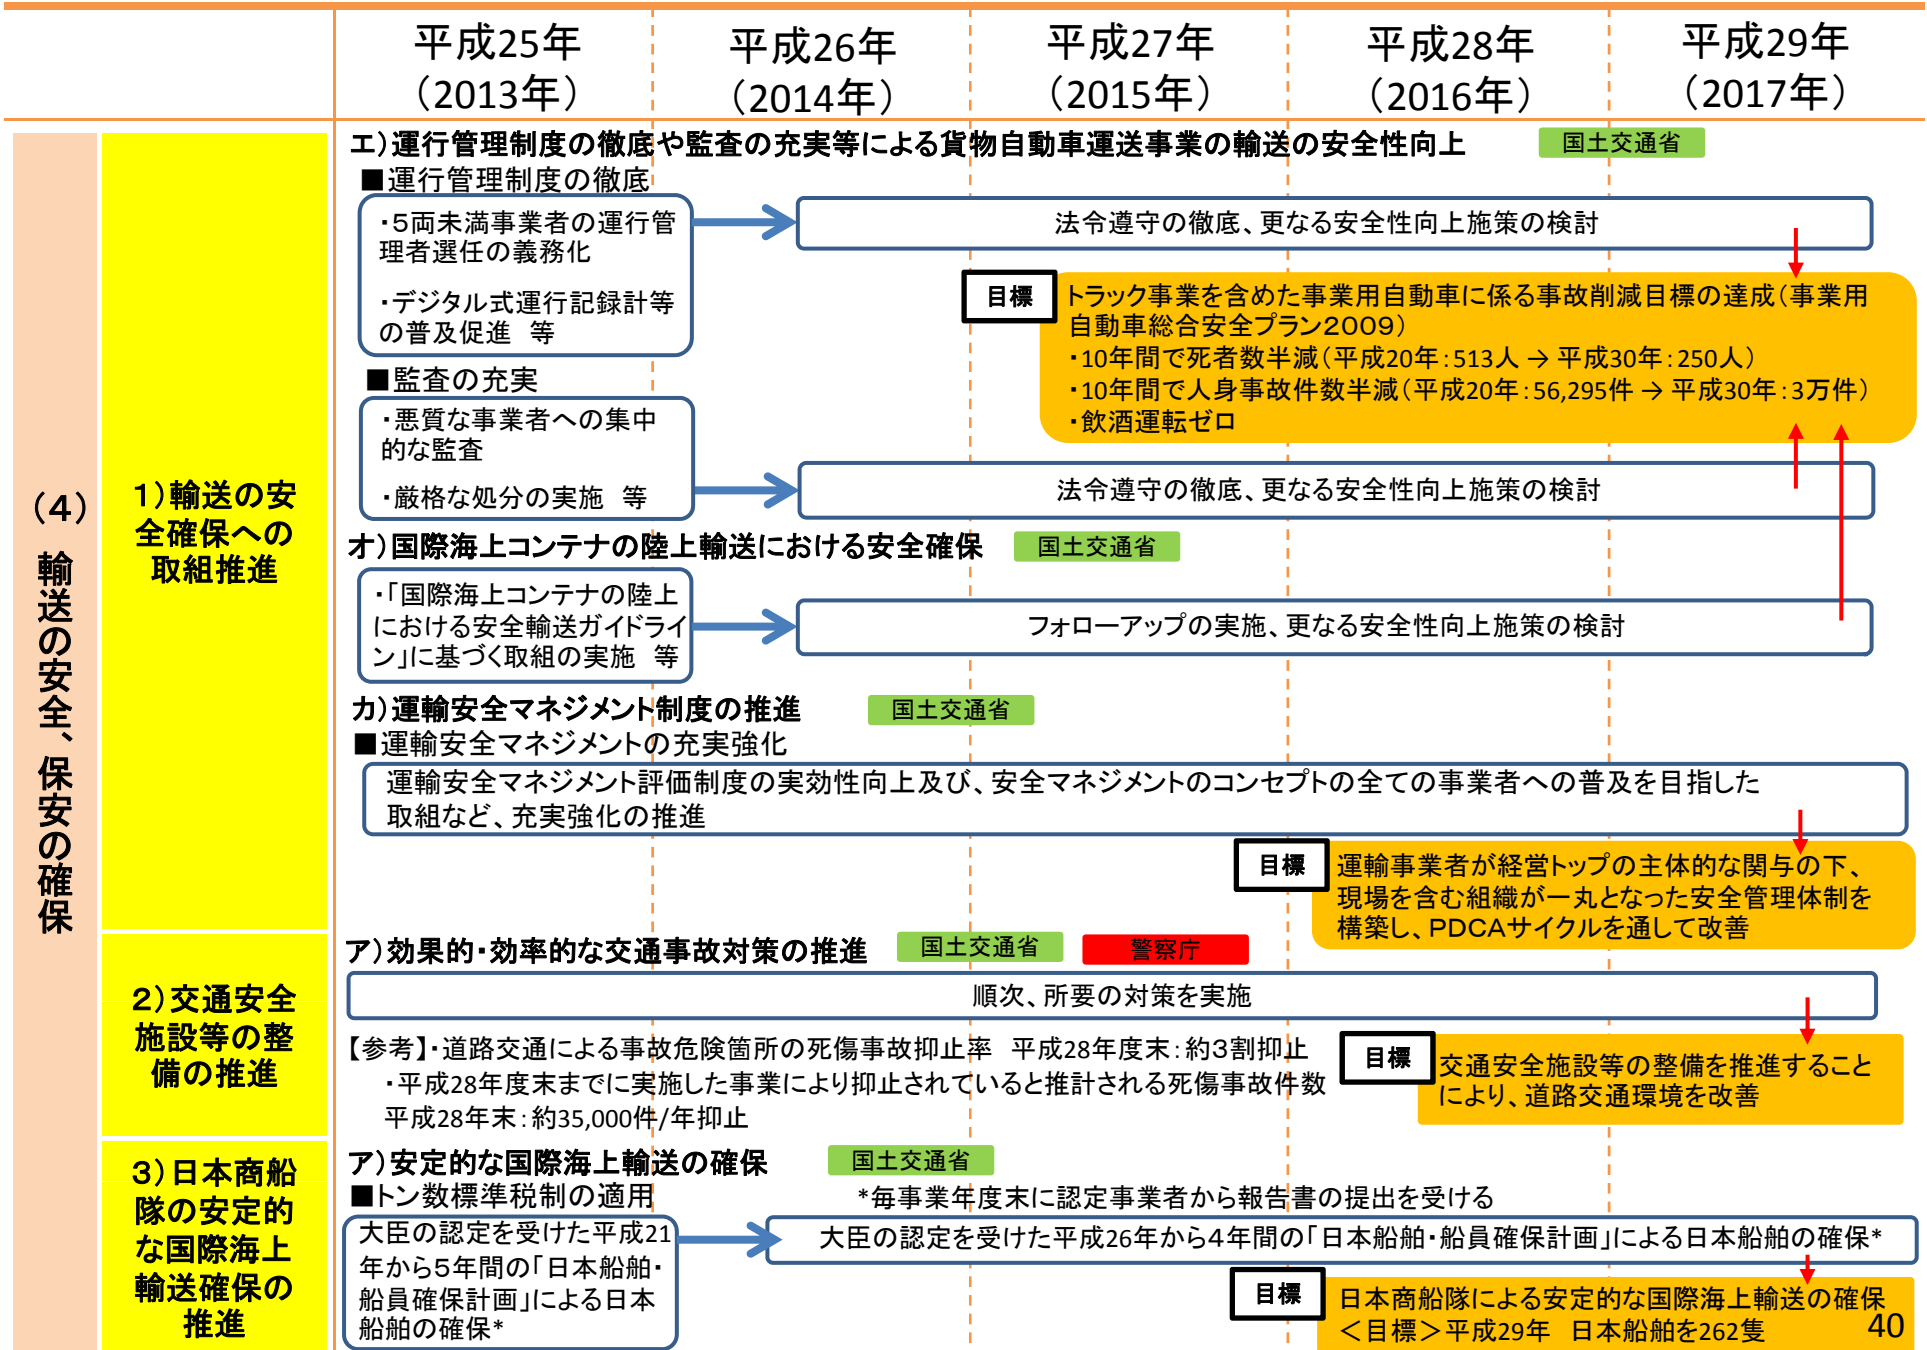 平成25年
（2013年）
平成26年
（2014年）
平成27年
（2015年）
平成28年
（2016年）
平成29年
（2017年）
（4）輸送の安全、保安の確保
1)輸送の安
全確保への
取組推進
エ)運行管理制度の徹底や監査の充実等による貨物自動車運送事業の輸送の安全性向上
国土交通省
■運行管理制度の徹底
・5両未満事業者の運行管
理者選任の義務化
・デジタル式運行記録計等
の普及促進　等
法令遵守の徹底、更なる安全性向上施策の検討
目標
トラック事業を含めた事業用自動車に係る事故削減目標の達成（事業用
自動車総合安全プラン2009）
・10年間で死者数半減（平成20年：513人 → 平成30年：250人）
・10年間で人身事故件数半減（平成20年：56,295件 → 平成30年：3万件）
・飲酒運転ゼロ
■監査の充実
・悪質な事業者への集中
的な監査
・厳格な処分の実施　等
法令遵守の徹底、更なる安全性向上施策の検討
オ)国際海上コンテナの陸上輸送における安全確保
国土交通省
・「国際海上コンテナの陸上
における安全輸送ガイドライ
ン」に基づく取組の実施　等
フォローアップの実施、更なる安全性向上施策の検討
カ)運輸安全マネジメント制度の推進
国土交通省
■運輸安全マネジメントの充実強化
運輸安全マネジメント評価制度の実効性向上及び、安全マネジメントのコンセプトの全ての事業者への普及を目指した
取組など、充実強化の推進
目標
運輸事業者が経営トップの主体的な関与の下、
現場を含む組織が一丸となった安全管理体制を
構築し、PDCAサイクルを通して改善
2)交通安全
施設等の整
備の推進
ア)効果的・効率的な交通事故対策の推進
国土交通省
警察庁
順次、所要の対策を実施
【参考】・道路交通による事故危険箇所の死傷事故抑止率　平成28年度末：約3割抑止
・平成28年度末までに実施した事業により抑止されていると推計される死傷事故件数
平成28年末：約35,000件/年抑止
目標
交通安全施設等の整備を推進すること
により、道路交通環境を改善
3)日本商船
隊の安定的
な国際海上
輸送確保の
推進
ア)安定的な国際海上輸送の確保
国土交通省
■トン数標準税制の適用
*毎事業年度末に認定事業者から報告書の提出を受ける
大臣の認定を受けた平成21
年から5年間の「日本船舶・
船員確保計画」による日本
船舶の確保*
大臣の認定を受けた平成26年から4年間の「日本船舶・船員確保計画」による日本船舶の確保*
目標
日本商船隊による安定的な国際海上輸送の確保
＜目標＞平成29年　日本船舶を262隻
40